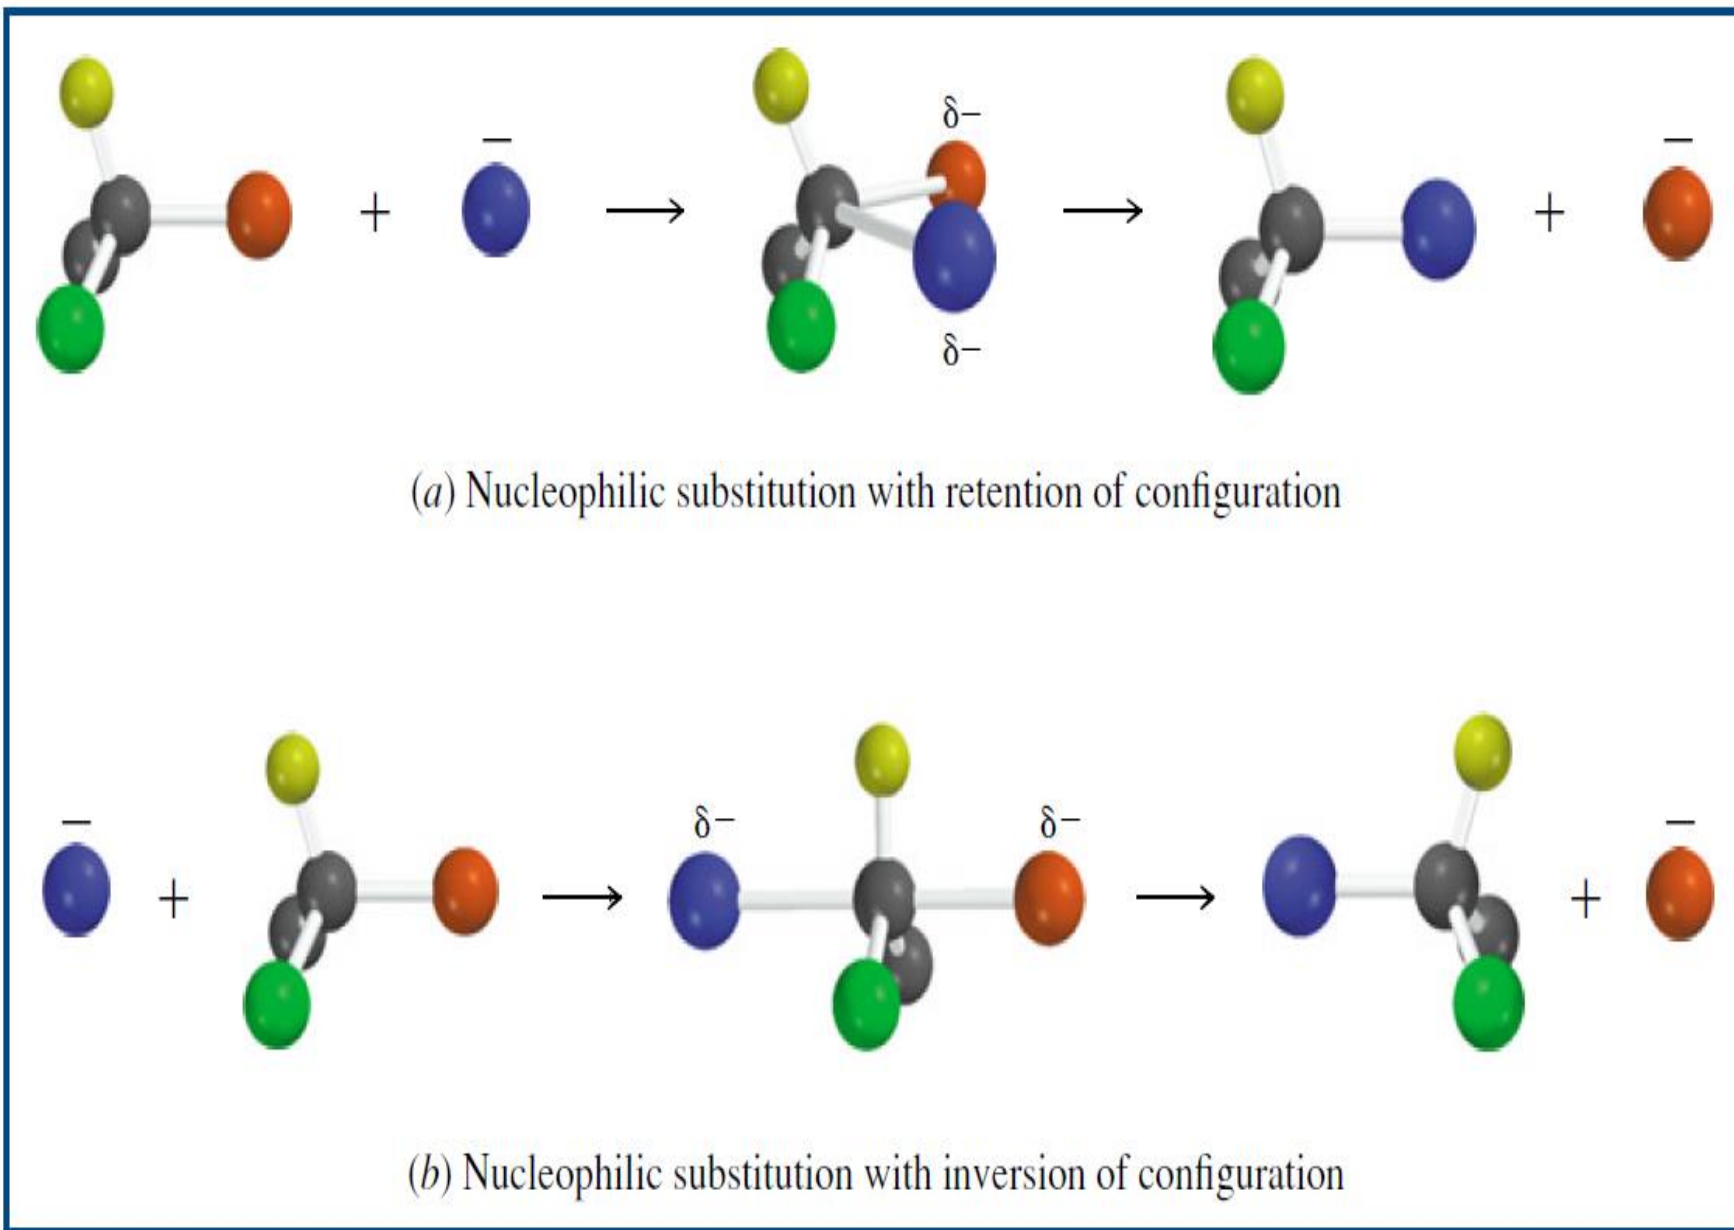 − δ− −
+ → → +
δ−
(a) Nucleophilic substitution with retention of configuration
− δ− δ− −
+ → → +
(b) Nucleophilic substitution with inversion of configuration